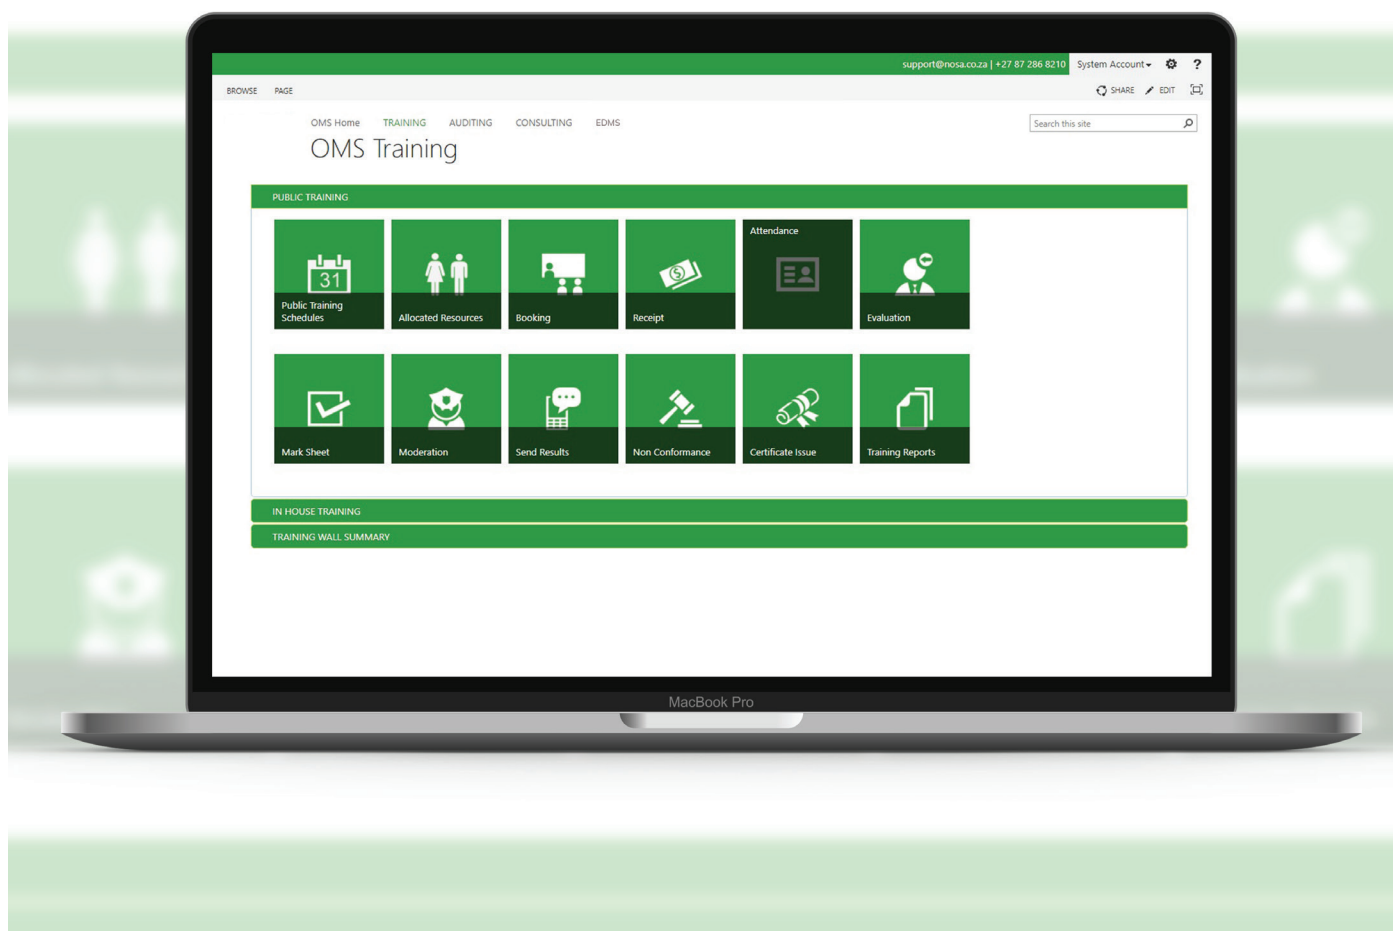 support@nosa.co.za | +27 87 286 8210 System Account ?
BROWSE PAGE SHARE EDIT
OMS Home TRAINING AUDITING CONSULTING EDMS Search this site
OMS Training
PUBLIC TRAINING
Attendance
31
Public Training
Schedules Allocated Resources Booking Receipt Evaluation
Mark Sheet Moderation Send Results Non Conformance Certificate Issue Training Reports
IN HOUSE TRAINING
TRAINING WALL SUMMARY
MacBook Pro